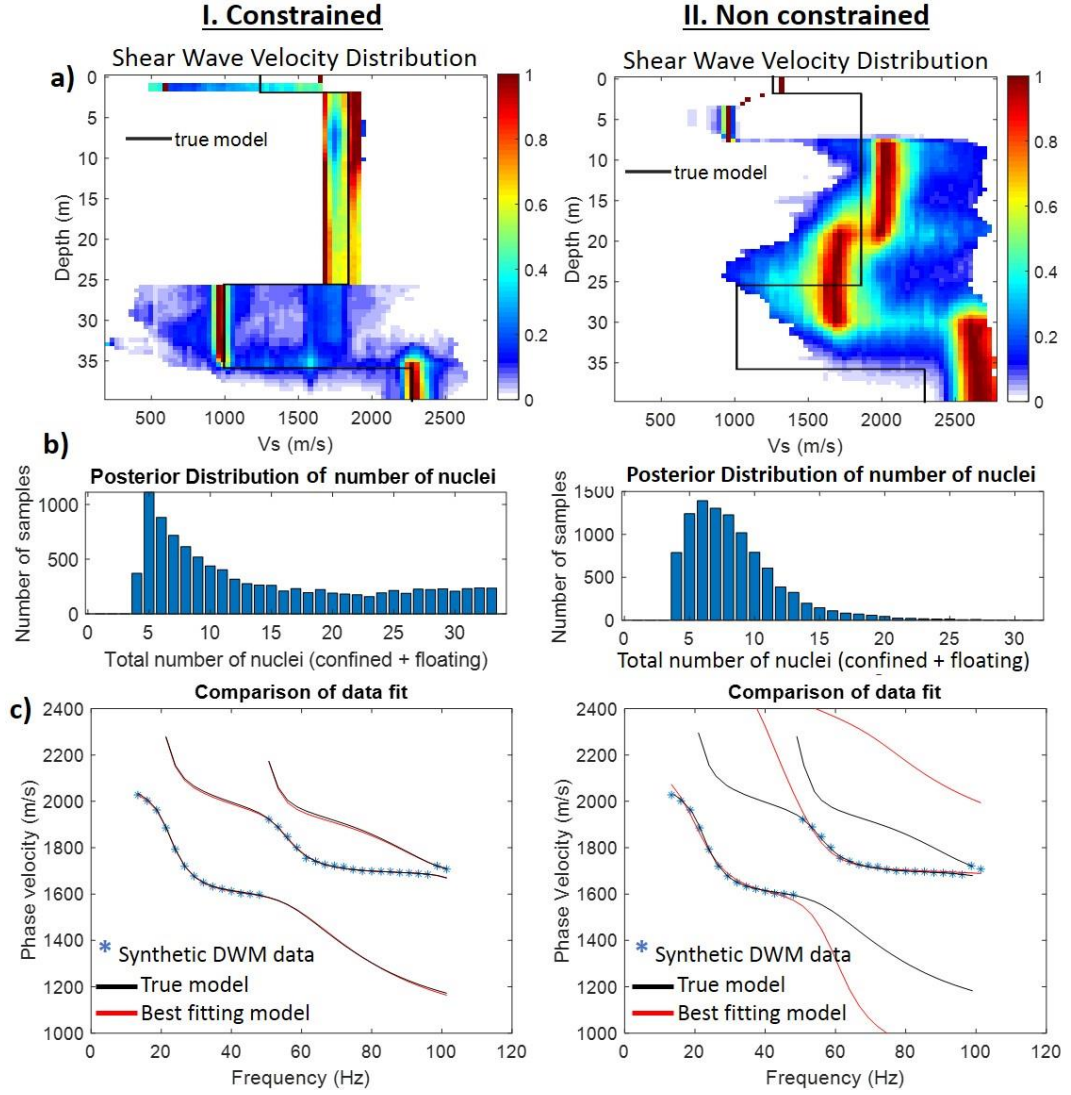 I. Constrained
II. Non constrained
a)
Shear Wave Velocity Distribution
Shear Wave Velocity Distribution
0
5
10
15
20
25
30
35
Depth (m)
true model
500
1000
1500
2000
2500
Vs (m/s)
1
0.8
0.6
0.4
0.2
0
0
5
10
15
20
25
30
35
Depth (m)
true model
500
1000
1500
2000
2500
Vs (m/s)
1
0.8
0.6
0.4
0.2
0
b)
Posterior Distribution of number of nuclei
Number of samples
1000
500
0
0
5
10
15
20
25
30
Total number of nuclei (confined + floating)
Posterior Distribution of number of nuclei
Number of samples
1500
1000
500
0
0
5
10
15
20
25
30
Total number of nuclei (confined + floating)
c)
Comparison of data fit
Phase velocity (m/s)
2400
2200
2000
1800
1600
1400
1200
1000
* Synthetic DWM data
True model
Best fitting model
0
20
40
60
80
100
120
Frequency (Hz)
Comparison of data fit
Phase Velocity (m/s)
2400
2200
2000
1800
1600
1400
1200
1000
* Synthetic DWM data
True model
Best fitting model
0
20
40
60
80
100
120
Frequency (Hz)